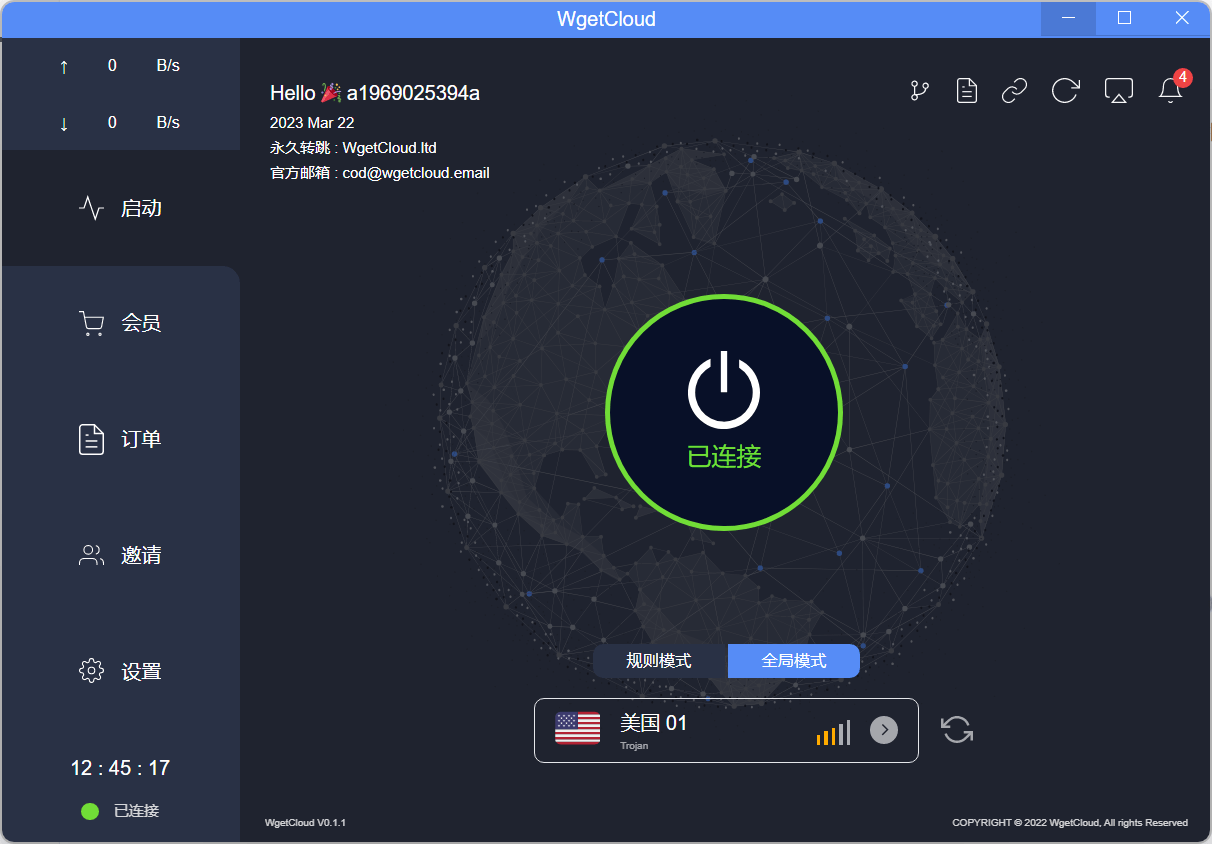 WgetCloud
↑ 0 B/s
↓ 0 B/s
启动
会员
订单
邀请
设置
12 : 45 : 17
已连接
Hello 🎉 a1969025394a
2023 Mar 22
永久转跳 : WgetCloud.ltd
官方邮箱 : cod@wgetcloud.email
4
已连接
规则模式 全局模式
美国 01
Trojan
WgetCloud V0.1.1
COPYRIGHT © 2022 WgetCloud, All rights Reserved